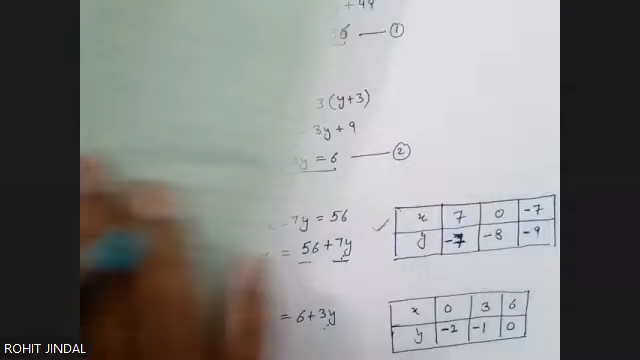 + 49
56 — ①
3(y+3)
3y + 9
y = 6 — ②
7y = 56
= 56 + 7y
✓
x 7 0 -7
y -7 -8 -9
= 6+3y
x 0 3 6
y -2 -1 0
ROHIT JINDAL